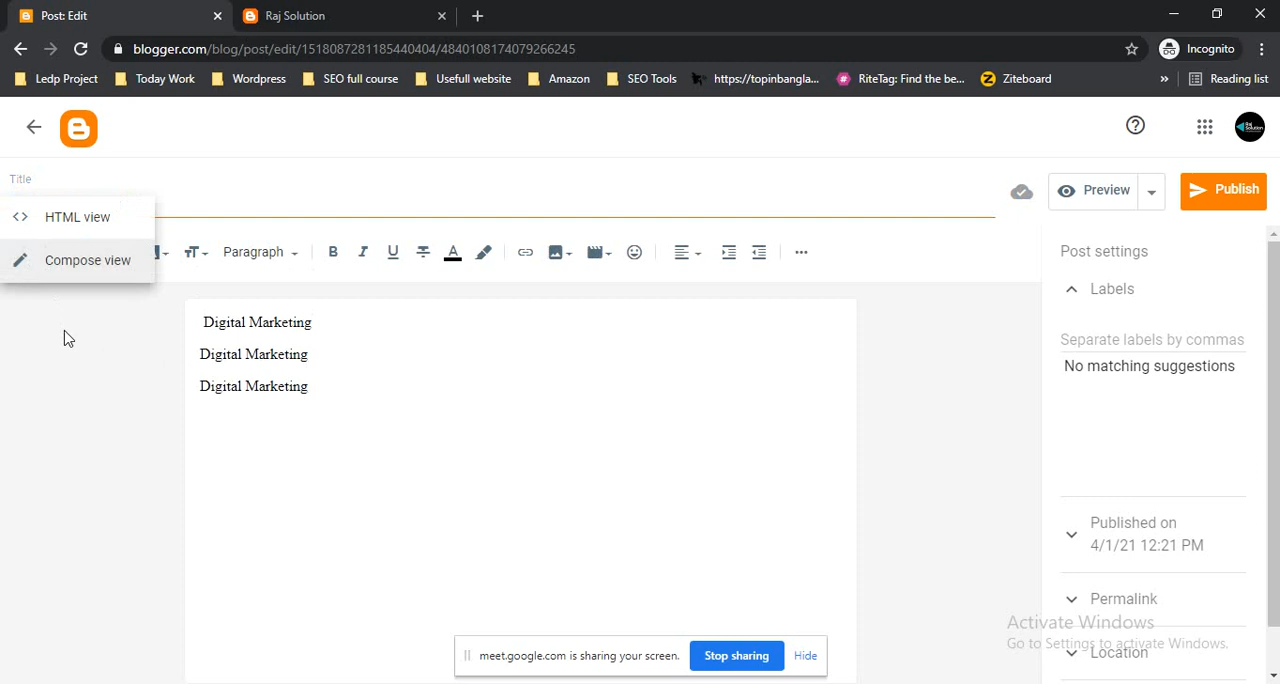 Post: Edit
Raj Solution
blogger.com/blog/post/edit/1518087281185440404/4840108174079266245
Incognito
Ledp Project
Today Work
Wordpress
SEO full course
Usefull website
Amazon
SEO Tools
https://topinbangla...
RiteTag: Find the be...
Ziteboard
»
Reading list
Title
HTML view
Preview
Publish
Compose view
Paragraph
B I U
A
Post settings
Labels
Digital Marketing
Separate labels by commas
Digital Marketing
No matching suggestions
Digital Marketing
Published on
4/1/21 12:21 PM
Permalink
Activate Windows
Go to Settings to activate Windows.
Location
meet.google.com is sharing your screen.
Stop sharing
Hide